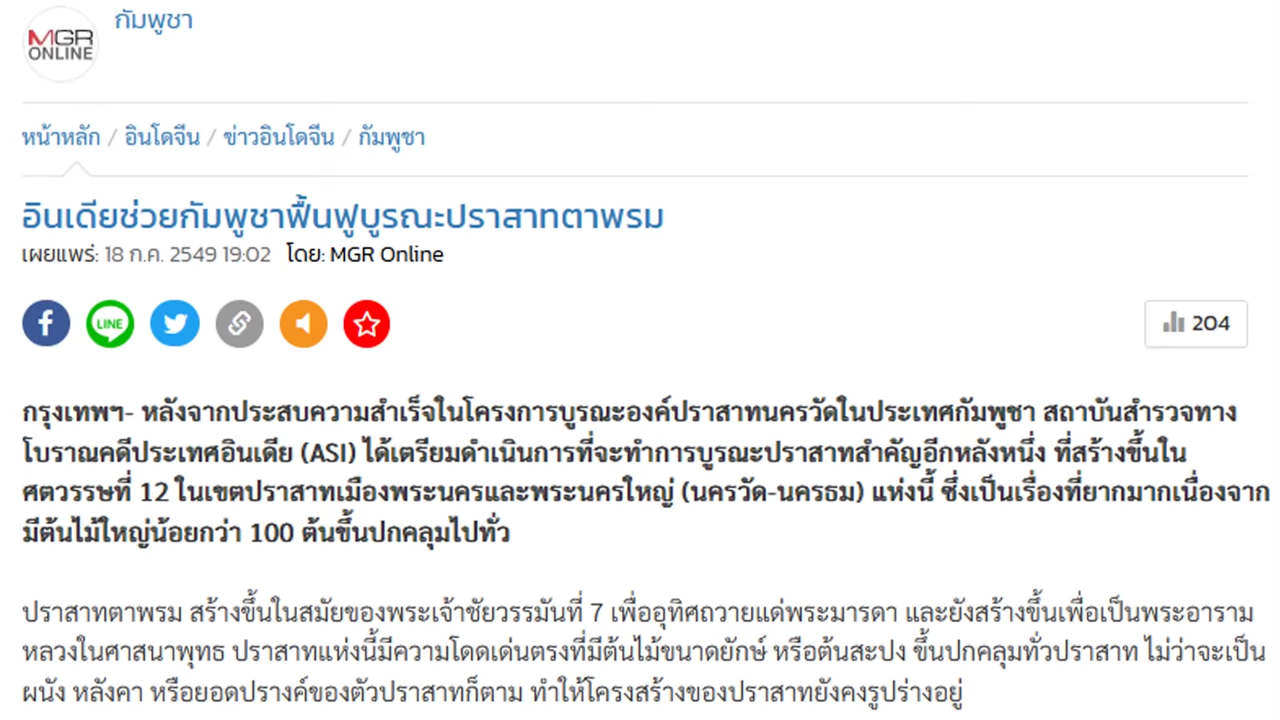 MGR
ONLINE
กัมพูชา
หน้าหลัก / อินโดจีน / ข่าวอินโดจีน / กัมพูชา
อินเดียช่วยกัมพูชาฟื้นฟูบูรณะปราสาทตาพรม
เผยแพร่: 18 ก.ค. 2549 19:02 โดย: MGR Online
LINE
204
กรุงเทพฯ- หลังจากประสบความสำเร็จในโครงการบูรณะองค์ปราสาทนครวัดในประเทศกัมพูชา สถาบันสำรวจทาง
โบราณคดีประเทศอินเดีย (ASI) ได้เตรียมดำเนินการที่จะทำการบูรณะปราสาทสำคัญอีกหลังหนึ่ง ที่สร้างขึ้นใน
ศตวรรษที่ 12 ในเขตปราสาทเมืองพระนครและพระนครใหญ่ (นครวัด-นครธม) แห่งนี้ ซึ่งเป็นเรื่องที่ยากมากเนื่องจาก
มีต้นไม้ใหญ่น้อยกว่า 100 ต้นขึ้นปกคลุมไปทั่ว
ปราสาทตาพรม สร้างขึ้นในสมัยของพระเจ้าชัยวรรมันที่ 7 เพื่ออุทิศถวายแด่พระมารดา และยังสร้างขึ้นเพื่อเป็นพระอาราม
หลวงในศาสนาพุทธ ปราสาทแห่งนี้มีความโดดเด่นตรงที่มีต้นไม้ขนาดยักษ์ หรือต้นสะปง ขึ้นปกคลุมทั่วปราสาท ไม่ว่าจะเป็น
ผนัง หลังคา หรือยอดปรางค์ของตัวปราสาทก็ตาม ทำให้โครงสร้างของปราสาทยังคงรูปร่างอยู่